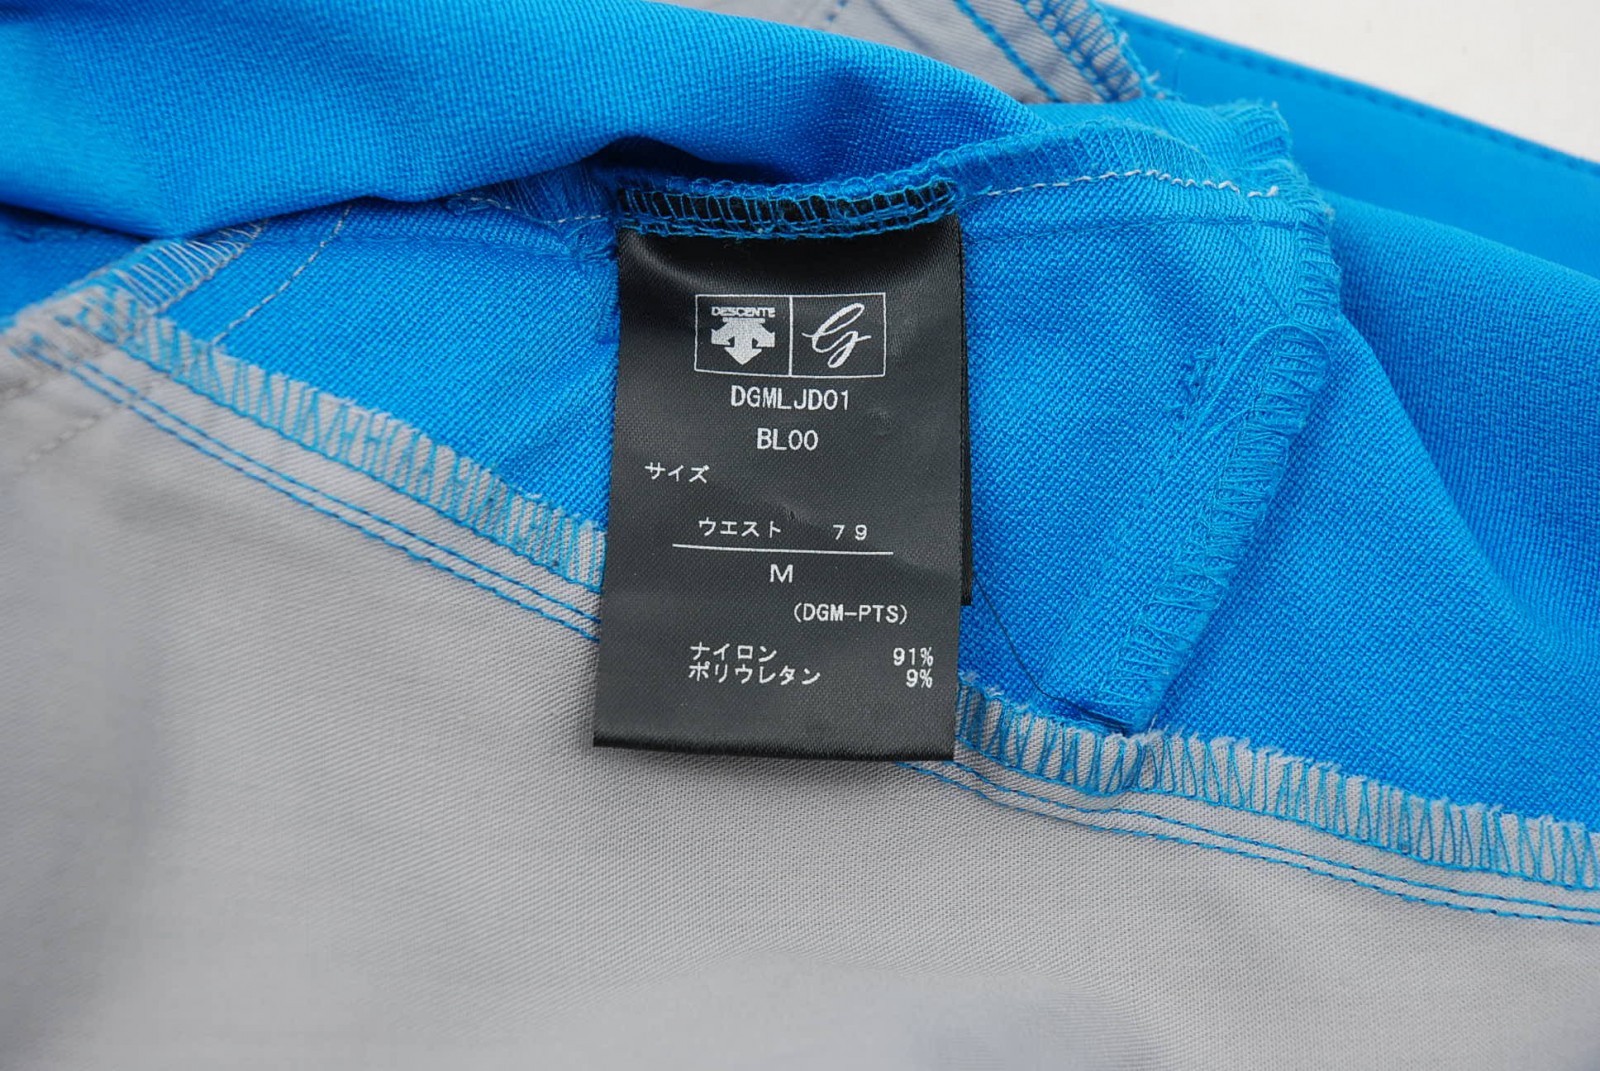 DESCENTE
G
DGMLJD01
BL00
サイズ
ウエスト 79
M
(DGM-PTS)
ナイロン 91%
ポリウレタン 9%